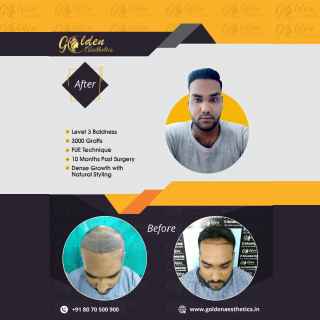 Golden
Aesthetics
After
Level 3 Baldness
3000 Grafts
FUE Technique
10 Months Post Surgery
Dense Growth with
Natural Styling
Before
+91 80 70 500 900
www.goldenaesthetics.in